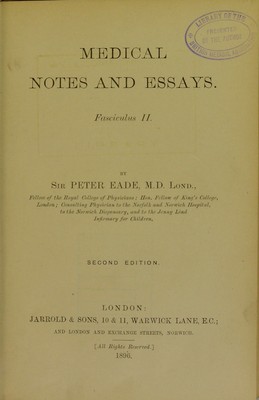 MEDICAL
NOTES AND ESSAYS.
Fasciculus II.
BY
SIR PETER EADE, M.D. LOND.,
Fellow of the Royal College of Physicians; Hon. Fellow of King's College,
London; Consulting Physician to the Norfolk and Norwich Hospital,
to the Norwich Dispensary, and to the Jenny Lind
Infirmary for Children.
SECOND EDITION.
LONDON:
JARROLD & SONS, 10 & 11, WARWICK LANE, E.C.;
AND LONDON AND EXCHANGE STREETS, NORWICH.
[All Rights Reserved]
1896.